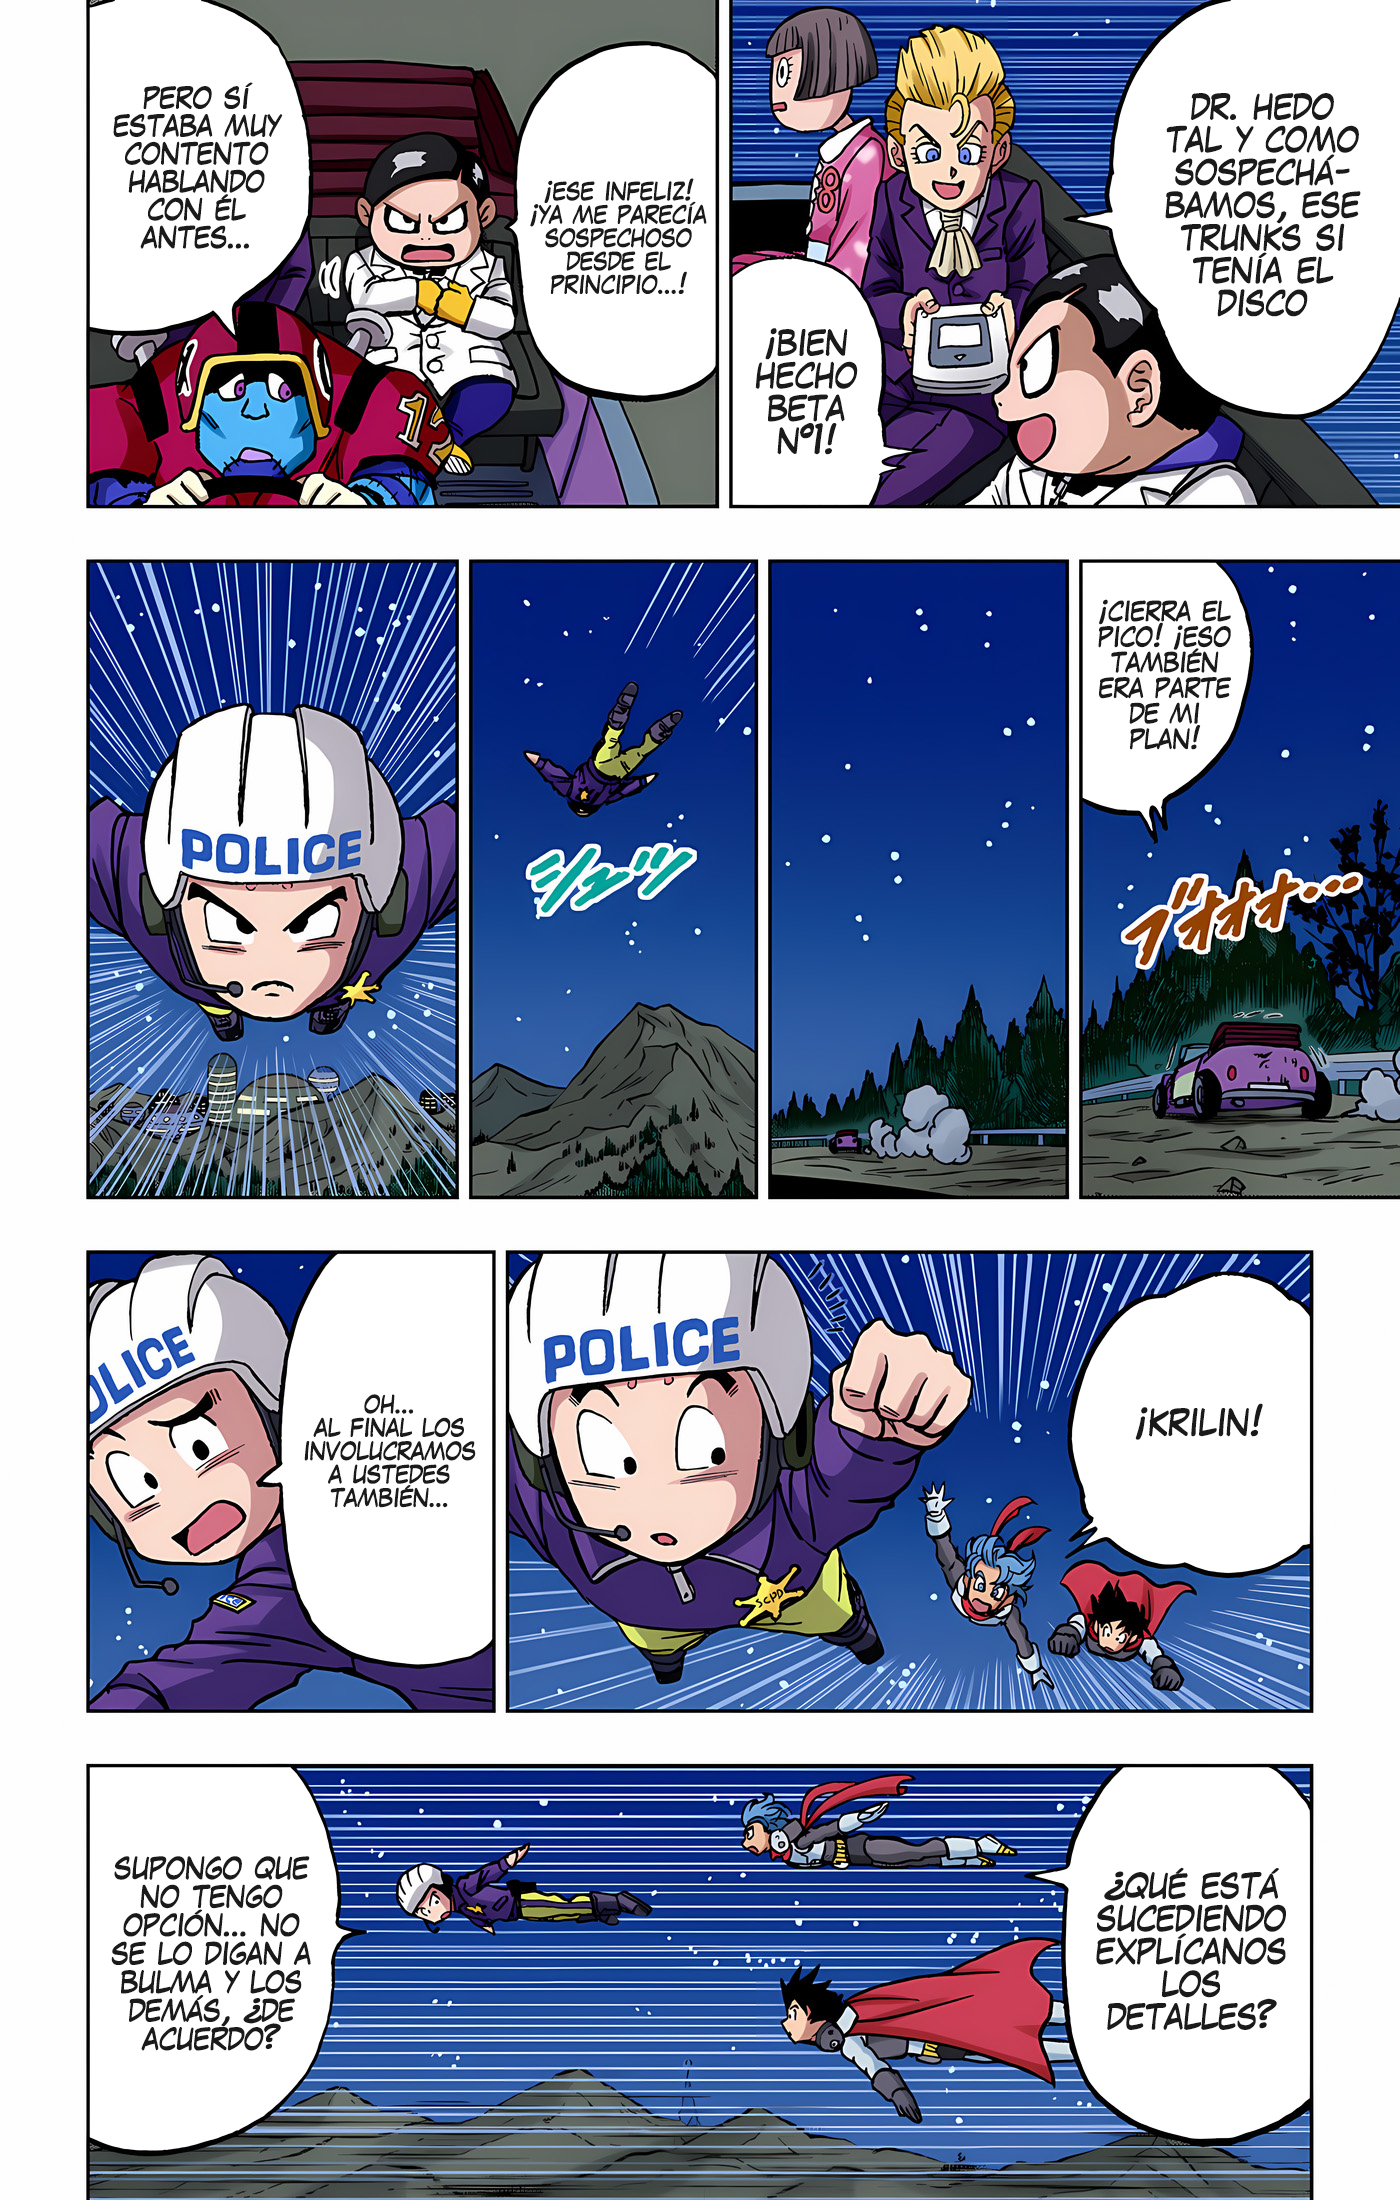 DR. HEDO
TAL Y COMO
SOSPECHÁ-
BAMOS, ESE
TRUNKS SI
TENÍA EL
DISCO
¡BIEN
HECHO
BETA
Nº1!
8
¡ESE INFELIZ!
¡YA ME PARECÍA
SOSPECHOSO
DESDE EL
PRINCIPIO...!
PERO SÍ
ESTABA MUY
CONTENTO
HABLANDO
CON ÉL
ANTES...
12
¡CIERRA EL
PICO! ¡ESO
TAMBIÉN
ERA PARTE
DE MI
PLAN!
ブオオオ...
シュッ
POLICE
¡KRILIN!
POLICE
SCPD
OH...
AL FINAL LOS
INVOLUCRAMOS
A USTEDES
TAMBIÉN...
OLICE
¿QUÉ ESTÁ
SUCEDIENDO
EXPLÍCANOS
LOS
DETALLES?
SUPONGO QUE
NO TENGO
OPCIÓN... NO
SE LO DIGAN A
BULMA Y LOS
DEMÁS, ¿DE
ACUERDO?